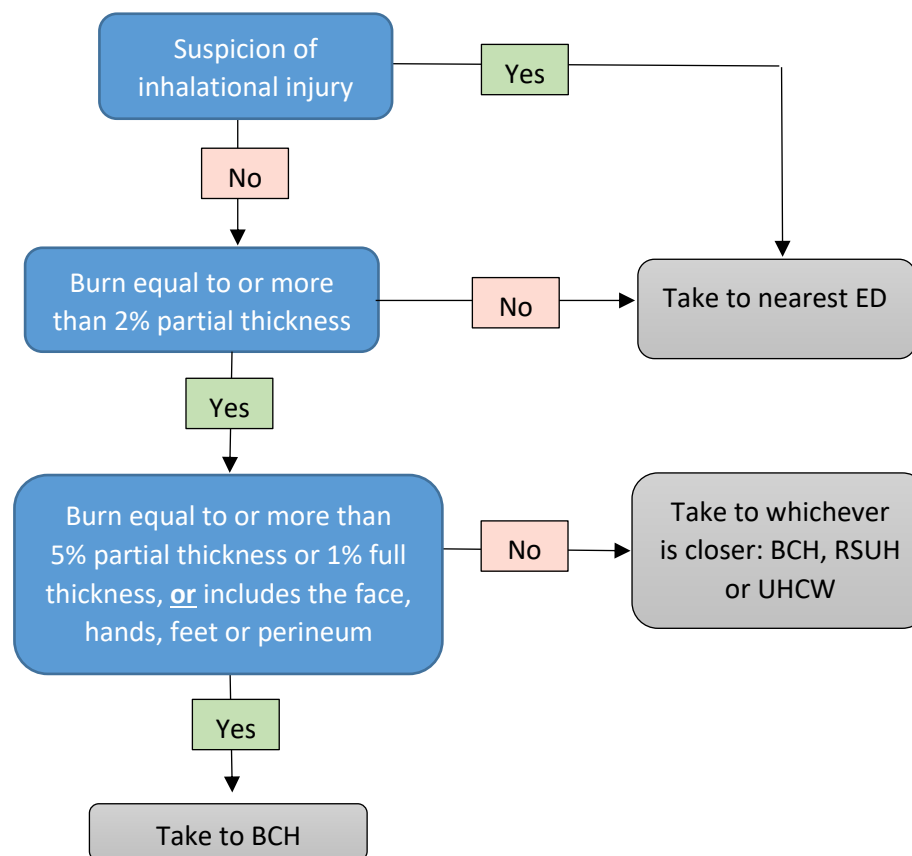 Suspicion of
inhalational injury
Yes
No
Burn equal to or more
than 2% partial thickness
No
Take to nearest ED
Yes
Burn equal to or more than
5% partial thickness or 1% full
thickness, or includes the face,
hands, feet or perineum
No
Take to whichever
is closer: BCH, RSUH
or UHCW
Yes
Take to BCH